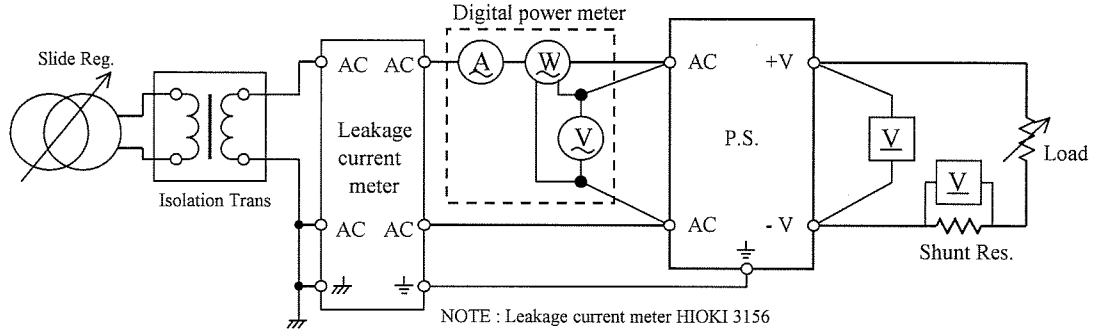 Digital power meter
Slide Reg.
Isolation Trans
AC AC
Leakage
current
meter
AC AC
A
W
V
AC
+V
P.S.
AC
- V
V
V
Load
Shunt Res.
NOTE : Leakage current meter HIOKI 3156